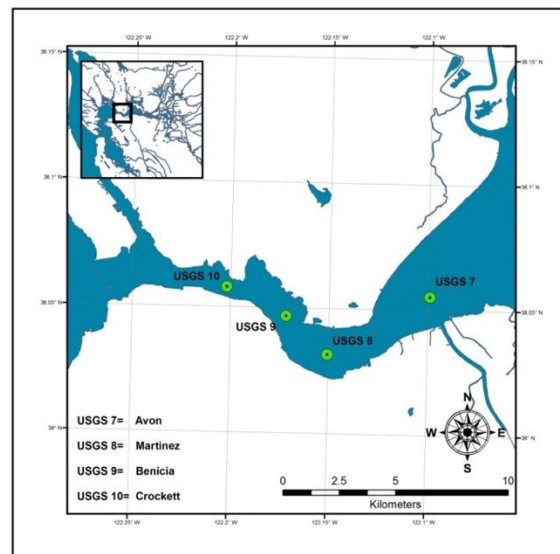 122.25° W 122.2° W 122.15° W 122.1° W
38.15° N
38.15° N
38.1° N
38.1° N
USGS 10
USGS 7
38.05° N
USGS 9
USGS 8
38.05° N
USGS 7= Avon
USGS 8= Martinez
USGS 9= Benicia
USGS 10= Crockett
38° N
38° N
N
W E
S
0 2.5 5 10
Kilometers
122.25° W 122.2° W 122.15° W 122.1° W